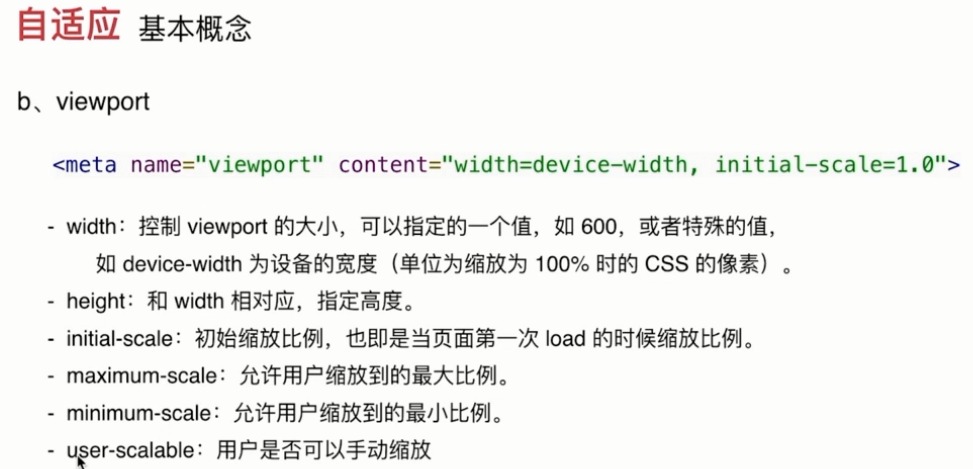 自适应 基本概念
b、viewport
<meta name="viewport" content="width=device-width, initial-scale=1.0">
- width：控制 viewport 的大小，可以指定的一个值，如 600，或者特殊的值，
如 device-width 为设备的宽度（单位为缩放为 100% 时的 CSS 的像素）。
- height：和 width 相对应，指定高度。
- initial-scale：初始缩放比例，也即是当页面第一次 load 的时候缩放比例。
- maximum-scale：允许用户缩放到的最大比例。
- minimum-scale：允许用户缩放到的最小比例。
- user-scalable：用户是否可以手动缩放